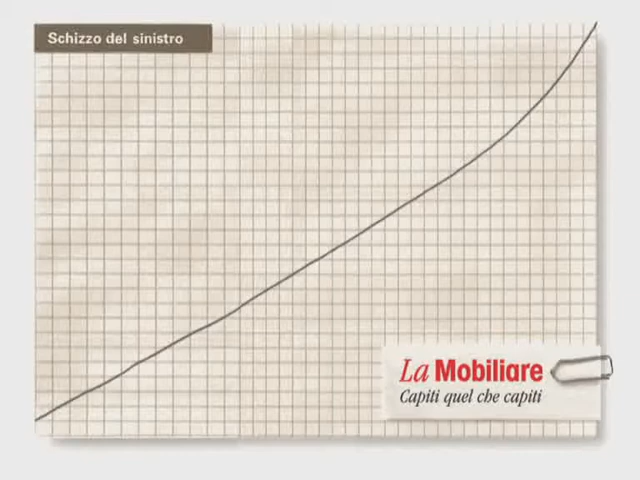 Schizzo del sinistro
La Mobiliare
Capiti quel che capiti